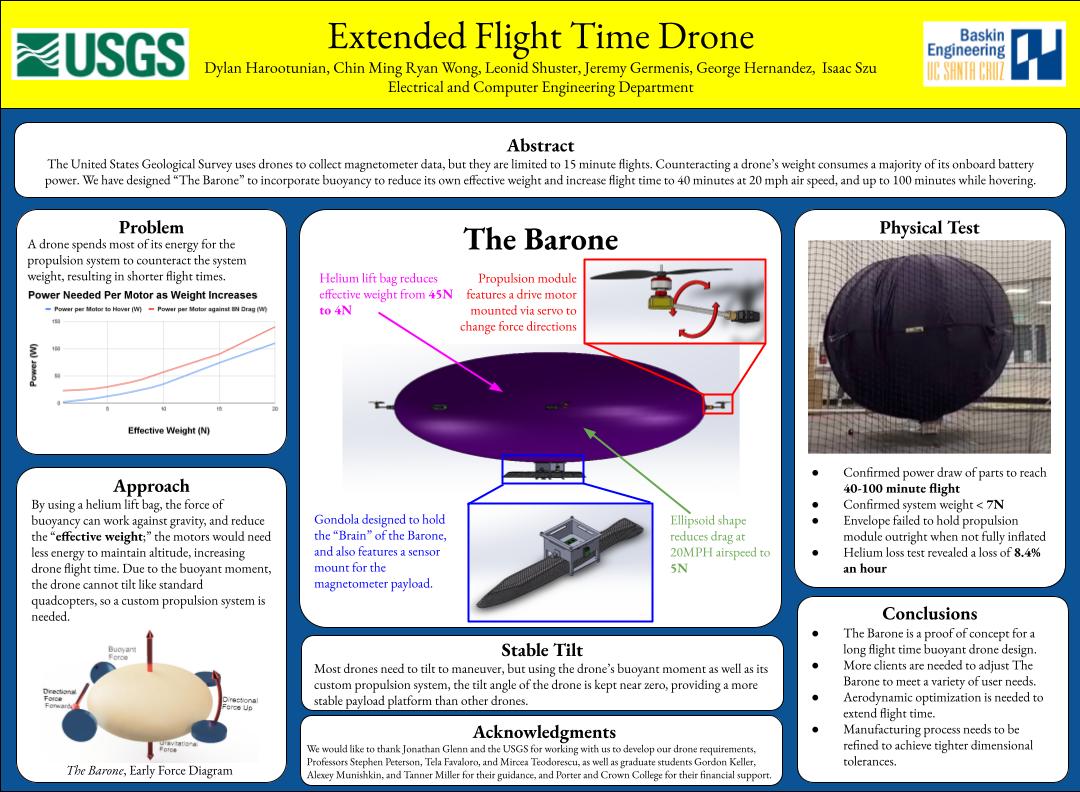 USGS
Extended Flight Time Drone
Dylan Harootunian, Chin Ming Ryan Wong, Leonid Shuster, Jeremy Germenis, George Hernandez, Isaac Szu
Electrical and Computer Engineering Department
Baskin
Engineering
UC SANTA CRUZ
Abstract
The United States Geological Survey uses drones to collect magnetometer data, but they are limited to 15 minute flights. Counteracting a drone's weight consumes a majority of its onboard battery
power. We have designed “The Barone” to incorporate buoyancy to reduce its own effective weight and increase flight time to 40 minutes at 20 mph air speed, and up to 100 minutes while hovering.
Problem
A drone spends most of its energy for the
propulsion system to counteract the system
weight, resulting in shorter flight times.
Power Needed Per Motor as Weight Increases
Power per Motor to Hover (W)
Power per Motor against 8N Drag (W)
150
100
50
0
Power (W)
5
10
15
20
Effective Weight (N)
Approach
By using a helium lift bag, the force of
buoyancy can work against gravity, and reduce
the “effective weight;” the motors would need
less energy to maintain altitude, increasing
drone flight time. Due to the buoyant moment,
the drone cannot tilt like standard
quadcopters, so a custom propulsion system is
needed.
Buoyant
Force
Directional
Force
Forward
Directional
Force Up
Gravitational
Force
The Barone, Early Force Diagram
The Barone
Helium lift bag reduces
effective weight from 45N
to 4N
Propulsion module
features a drive motor
mounted via servo to
change force directions
Gondola designed to hold
the “Brain” of the Barone,
and also features a sensor
mount for the
magnetometer payload.
Ellipsoid shape
reduces drag at
20MPH airspeed to
5N
Stable Tilt
Most drones need to tilt to maneuver, but using the drone's buoyant moment as well as its
custom propulsion system, the tilt angle of the drone is kept near zero, providing a more
stable payload platform than other drones.
Acknowledgments
We would like to thank Jonathan Glenn and the USGS for working with us to develop our drone requirements,
Professors Stephen Peterson, Tela Favaloro, and Mircea Teodorescu, as well as graduate students Gordon Keller,
Alexey Munishkin, and Tanner Miller for their guidance, and Porter and Crown College for their financial support.
Physical Test
● Confirmed power draw of parts to reach
40-100 minute flight
● Confirmed system weight < 7N
● Envelope failed to hold propulsion
module outright when not fully inflated
● Helium loss test revealed a loss of 8.4%
an hour
Conclusions
● The Barone is a proof of concept for a
long flight time buoyant drone design.
● More clients are needed to adjust The
Barone to meet a variety of user needs.
● Aerodynamic optimization is needed to
extend flight time.
● Manufacturing process needs to be
refined to achieve tighter dimensional
tolerances.